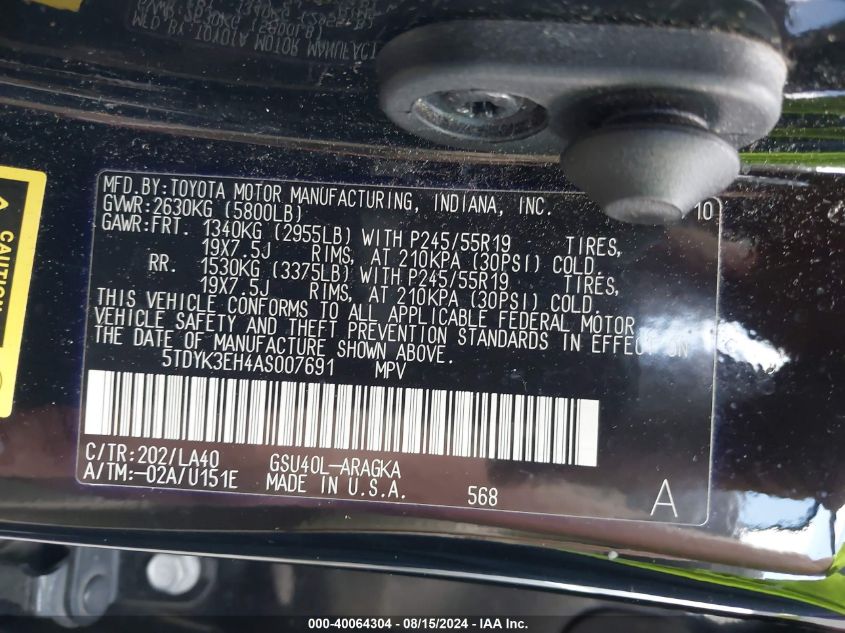 MFD.BY:TOYOTA MOTOR MANUFACTURING, INDIANA, INC. 10
GVWR:2630KG (5800LB)
GAWR:FRT. 1340KG (2955LB) WITH P245/55R19 TIRES,
19X7.5J RIMS, AT 210KPA (30PSI) COLD.
RR. 1530KG (3375LB) WITH P245/55R19 TIRES,
19X7.5J RIMS, AT 210KPA (30PSI) COLD.
THIS VEHICLE CONFORMS TO ALL APPLICABLE FEDERAL MOTOR
VEHICLE SAFETY AND THEFT PREVENTION STANDARDS IN EFFECT ON
THE DATE OF MANUFACTURE SHOWN ABOVE.
5TDYK3EH4AS007691 MPV
C/TR:202/LA40 GSU40L-ARAGKA
A/TM:-02A/U151E MADE IN U.S.A. 568 A
CAUTION
000-40064304 - 08/15/2024 - IAA Inc.